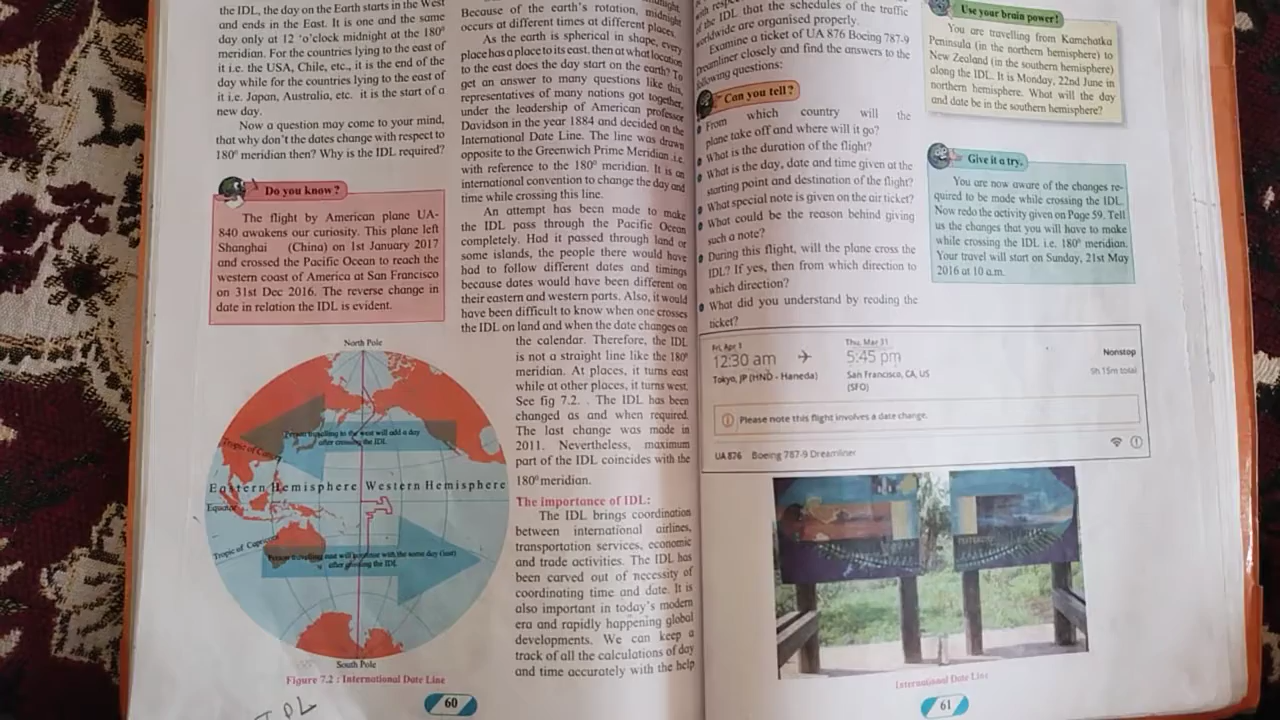 the IDL, the day on the Earth starts in the West
and ends in the East. It is one and the same
day only at 12 'o'clock midnight at the 180⁰
meridian. For the countries lying to the east of
it i.e. the USA, Chile, etc., it is the end of the
day while for the countries lying to the east of
it i.e. Japan, Australia, etc. it is the start of a
new day.
Now a question may come to your mind,
that why don't the dates change with respect to
180⁰ meridian then? Why is the IDL required?
Do you know?
The flight by American plane UA-
840 awakens our curiosity. This plane left
Shanghai (China) on 1st January 2017
and crossed the Pacific Ocean to reach the
western coast of America at San Francisco
on 31st Dec 2016. The reverse change in
date in relation the IDL is evident.
North Pole
Person travelling to the west will add a day
after crossing the IDL
Tropic of
Eastern Hemisphere Western Hemisphere
Equator
Tropic of Capricorn
Person travelling east will continue with the same day (last)
after crossing the IDL
South Pole
Figure 7.2 : International Date Line
60
IDL
midnight.
Because of the earth's rotation, midnight
occurs at different times at different places.
As the earth is spherical in shape, every
place has a place to its east, then at what location
to the east does the day start on the earth? To
get an answer to many questions like this,
representatives of many nations got together,
under the leadership of American professor
Davidson in the year 1884 and decided on the
International Date Line. The line was drawn
opposite to the Greenwich Prime Meridian .i.e.
with reference to the 180⁰ meridian. It is an
international convention to change the day and
time while crossing this line.
An attempt has been made to make
the IDL pass through the Pacific Ocean
completely. Had it passed through land or
some islands, the people there would have
had to follow different dates and timings
because dates would have been different on
their eastern and western parts. Also, it would
have been difficult to know when one crosses
the IDL on land and when the date changes on
the calendar. Therefore, the IDL
is not a straight line like the 180⁰
meridian. At places, it turns east
while at other places, it turns west.
See fig 7.2. . The IDL has been
changed as and when required.
The last change was made in
2011. Nevertheless, maximum
part of the IDL coincides with the
180⁰ meridian.
The importance of IDL:
The IDL brings coordination
between international airlines,
transportation services, economic
and trade activities. The IDL has
been carved out of necessity of
coordinating time and date. It is
also important in today's modern
era and rapidly happening global
developments. We can keep a
track of all the calculations of day
and time accurately with the help
of the IDL that the schedules of the traffic
worldwide are organised properly.
Examine a ticket of UA 876 Boeing 787-9
Dreamliner closely and find the answers to the
following questions:
Can you tell?
From which country will the
plane take off and where will it go?
What is the duration of the flight?
What is the day, date and time given at the
starting point and destination of the flight?
What special note is given on the air ticket?
What could be the reason behind giving
such a note?
During this flight, will the plane cross the
IDL? If yes, then from which direction to
which direction?
What did you understand by reading the
ticket?
Use your brain power!
You are travelling from Kamchatka
Peninsula (in the northern hemisphere) to
New Zealand (in the southern hemisphere)
along the IDL. It is Monday, 22nd June in
northern hemisphere. What will the day
and date be in the southern hemisphere?
Give it a try.
You are now aware of the changes re-
quired to be made while crossing the IDL.
Now redo the activity given on Page 59. Tell
us the changes that you will have to make
while crossing the IDL i.e. 180⁰ meridian.
Your travel will start on Sunday, 21st May
2016 at 10 a.m.
Fri, Apr 1
12:30 am
Tokyo, JP (HND - Haneda)
Thu, Mar 31
5:45 pm
San Francisco, CA, US
(SFO)
Nonstop
9h 15m total
Please note this flight involves a date change.
UA 876 Boeing 787-9 Dreamliner
International Date Line
61